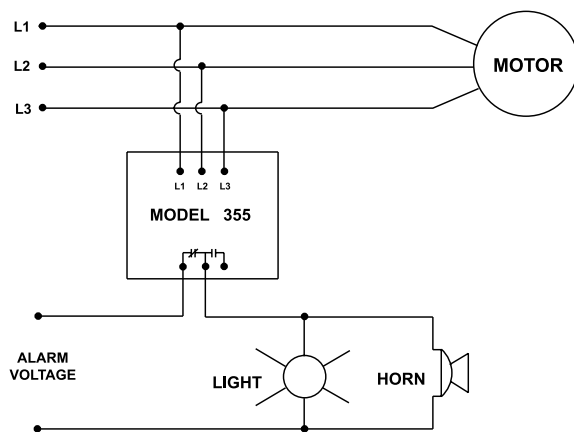 L1
L2
MOTOR
L3
L1 L2 L3
MODEL 355
ALARM
VOLTAGE
LIGHT
HORN